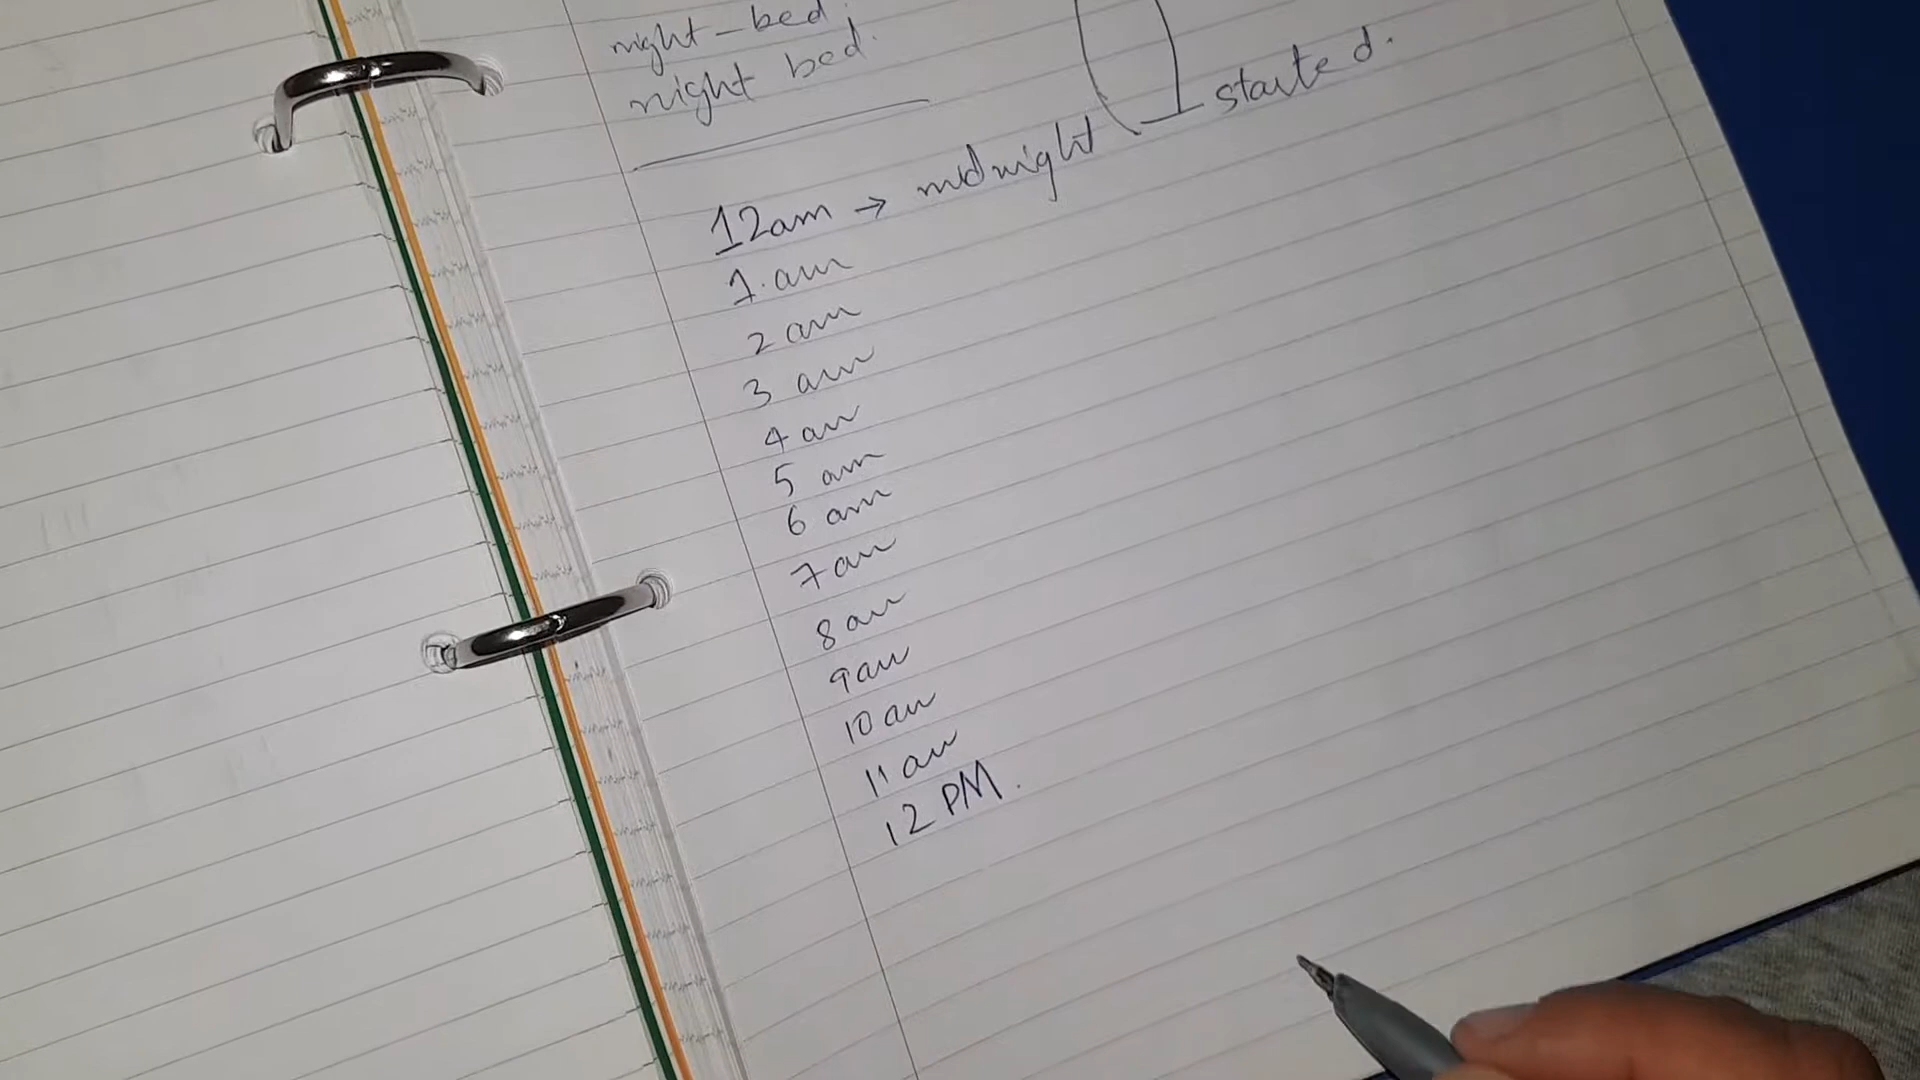 night - bed.
night bed.
started.
12am → midnight
1.am
2 am
3 am
4 am
5 am
6 am
7 am
8 am
9 am
10 am
11 am
12 PM.